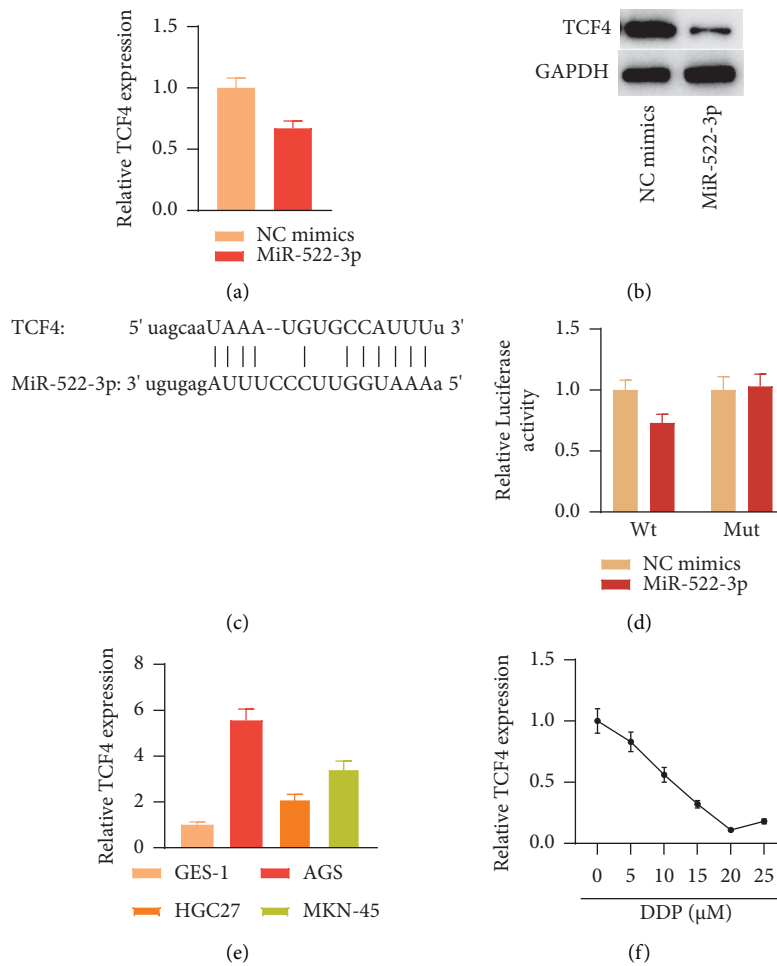 Relative TCF4 expression
1.5
1.0
0.5
0.0
NC mimics
MiR-522-3p
(a)
TCF4
GAPDH
NC mimics
MiR-522-3p
(b)
TCF4: 5' uagcaaUAAA--UGUGCCAUUUu 3'
MiR-522-3p: 3' ugugagAUUUCCCUUGGUAAAa 5'
(c)
Relative Luciferase
activity
1.5
1.0
0.5
0.0
Wt Mut
NC mimics
MiR-522-3p
(d)
Relative TCF4 expression
8
6
4
2
0
GES-1 AGS
HGC27 MKN-45
(e)
Relative TCF4 expression
1.5
1.0
0.5
0.0
0 5 10 15 20 25
DDP (μM)
(f)